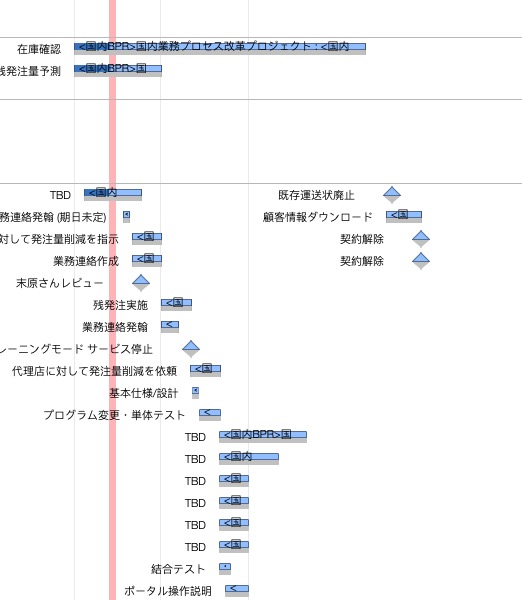 在庫確認 <国内BPR>国内業務プロセス改革プロジェクト：<国内
残発注量予測 <国内BPR>国
TBD <国内 既存運送状廃止
務連絡発翰 (期日未定) 顧客情報ダウンロード <国
対して発注量削減を指示 <国 契約解除
業務連絡作成 <国 契約解除
末原さんレビュー
残発注実施 <国
業務連絡発翰 <
レーニングモード サービス停止
代理店に対して発注量削減を依頼 <国
基本仕様/設計
プログラム変更・単体テスト <
TBD <国内BPR>国
TBD <国内
TBD <国
TBD <国
TBD <国
TBD <国
結合テスト
ポータル操作説明 <